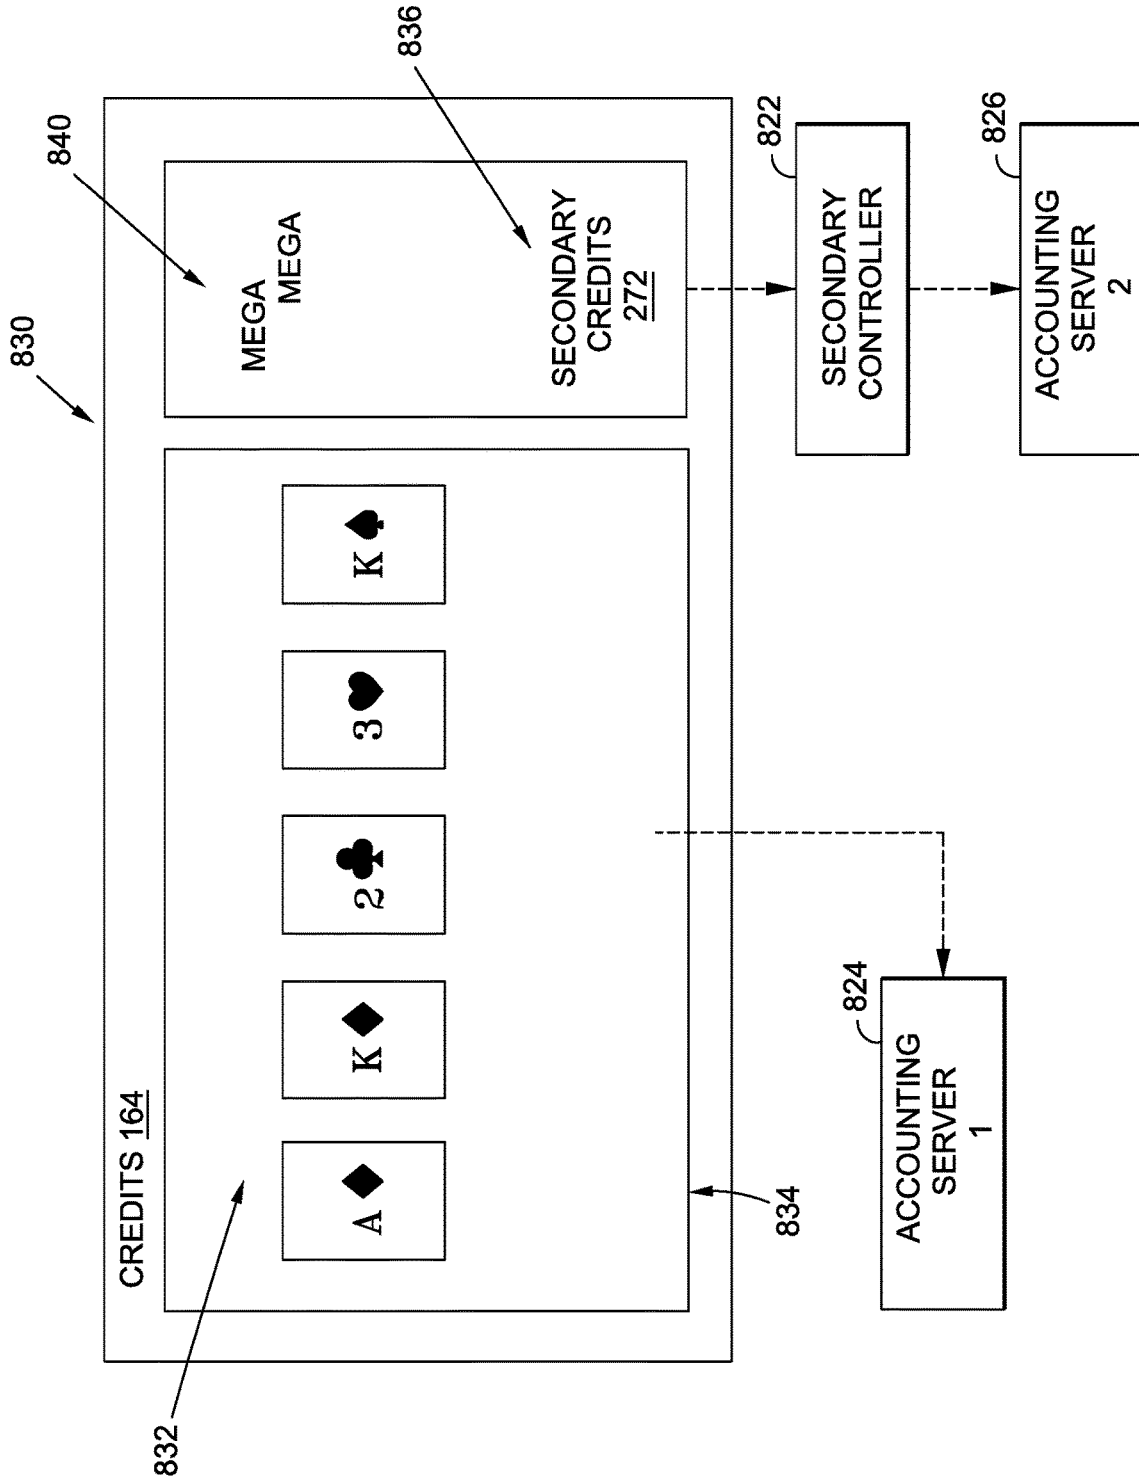 830
840
836
CREDITS 164
MEGA
MEGA
832
A
K
2
3
K
SECONDARY
CREDITS
272
834
822
SECONDARY
CONTROLLER
824
ACCOUNTING
SERVER
1
826
ACCOUNTING
SERVER
2